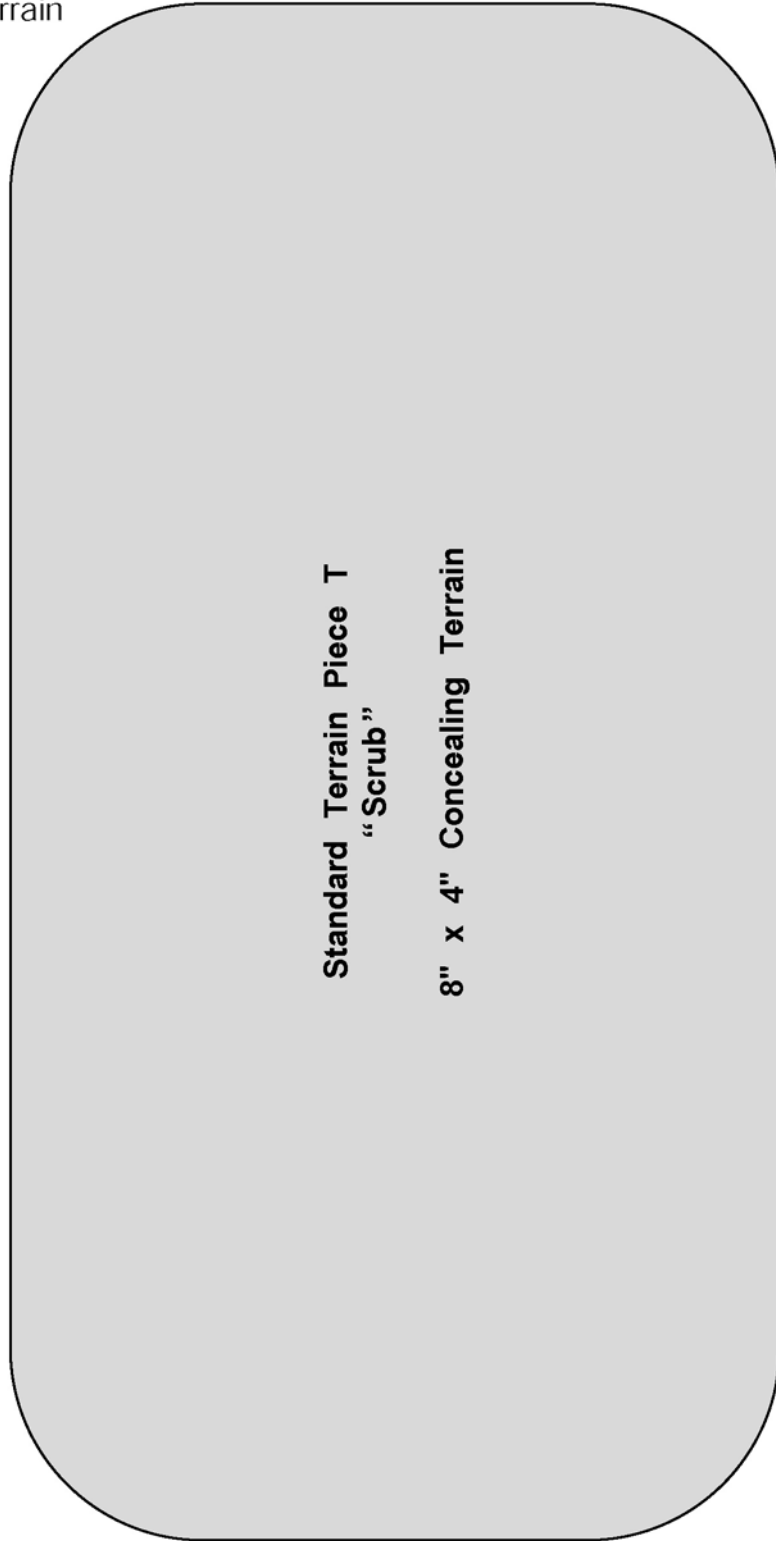 rrain
Standard Terrain Piece T
“Scrub”
8" x 4" Concealing Terrain